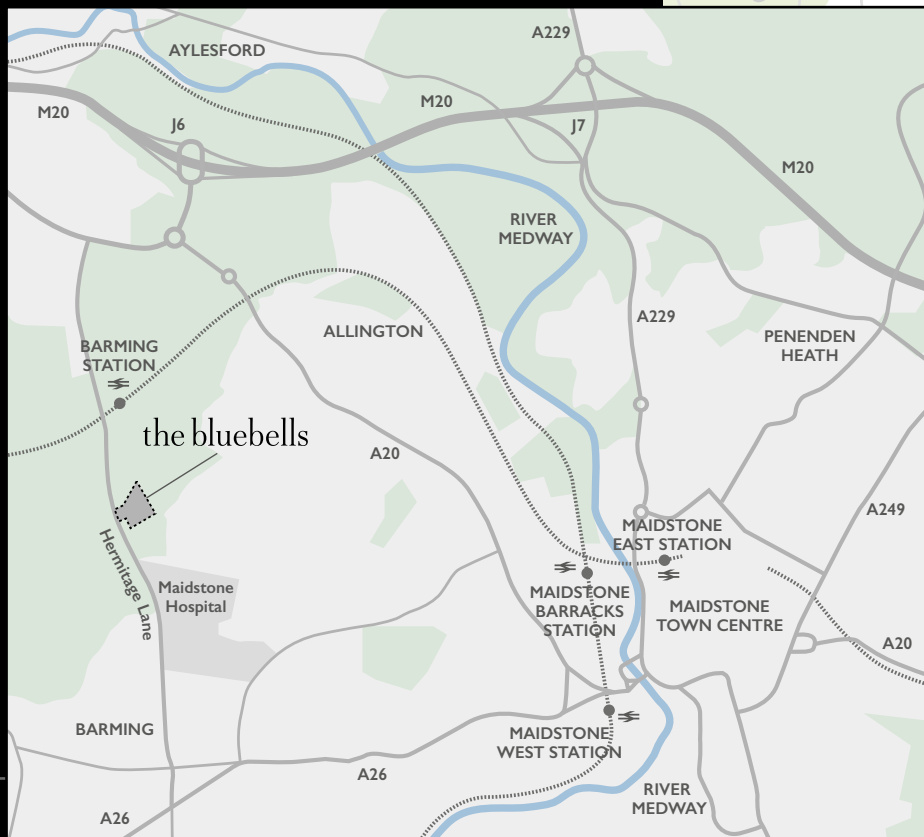 A229
AYLESFORD
M20
M20
J6
J7
M20
RIVER
MEDWAY
A229
ALLINGTON
PENENDEN
HEATH
BARMING
STATION
the bluebells
A20
A249
MAIDSTONE
EAST STATION
Hermitage Lane
Maidstone
Hospital
MAIDSTONE
BARRACKS
STATION
MAIDSTONE
TOWN CENTRE
A20
BARMING
MAIDSTONE
WEST STATION
A26
RIVER
MEDWAY
A26